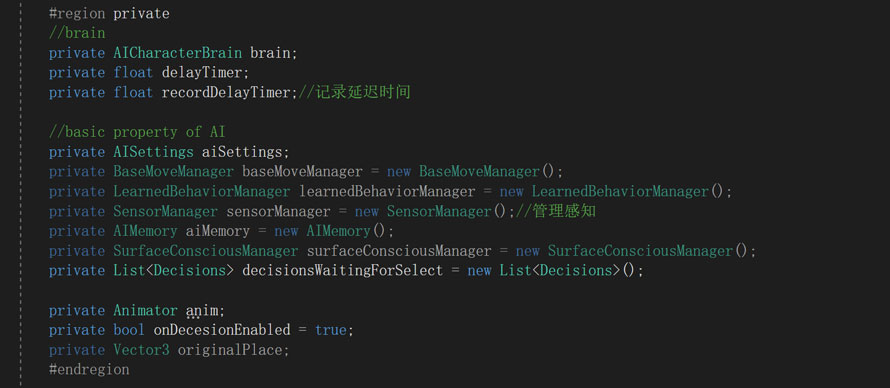 #region private
//brain
private AICharacterBrain brain;
private float delayTimer;
private float recordDelayTimer;//记录延迟时间
//basic property of AI
private AISettings aiSettings;
private BaseMoveManager baseMoveManager = new BaseMoveManager();
private LearnedBehaviorManager learnedBehaviorManager = new LearnedBehaviorManager();
private SensorManager sensorManager = new SensorManager();//管理感知
private AIMemory aiMemory = new AIMemory();
private SurfaceConsciousManager surfaceConsciousManager = new SurfaceConsciousManager();
private List<Decisions> decisionsWaitingForSelect = new List<Decisions>();
private Animator anim;
private bool onDecesionEnabled = true;
private Vector3 originalPlace;
#endregion